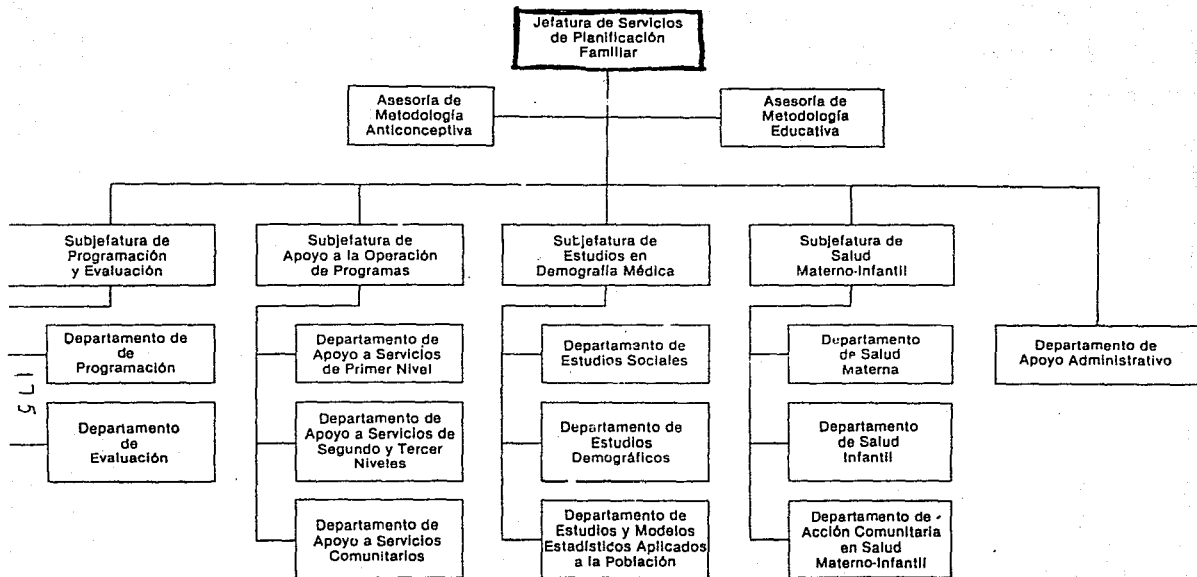 Jefatura de Servicios
de Planificación
Familiar
Asesoría de
Metodología
Anticonceptiva
Asesoría de
Metodología
Educativa
Subjefatura de
Programación
y Evaluación
Subjefatura de
Apoyo a la Operación
de Programas
Subjefatura de
Estudios en
Demografía Médica
Subjefatura de
Salud
Materno-Infantil
Departamento de
de
Programación
Departamento de
Apoyo a Servicios
de Primer Nivel
Departamento de
Estudios Sociales
Departamento
de Salud
Materna
Departamento de
Apoyo Administrativo
175
Departamento
de
Evaluación
Departamento de
Apoyo a Servicios de
Segundo y Tercer
Niveles
Departamento de
Estudios
Demográficos
Departamento
de Salud
Infantil
Departamento de
Apoyo a Servicios
Comunitarios
Departamento de
Estudios y Modelos
Estadísticos Aplicados
a la Población
Departamento de
Acción Comunitaria
en Salud
Materno-Infantil